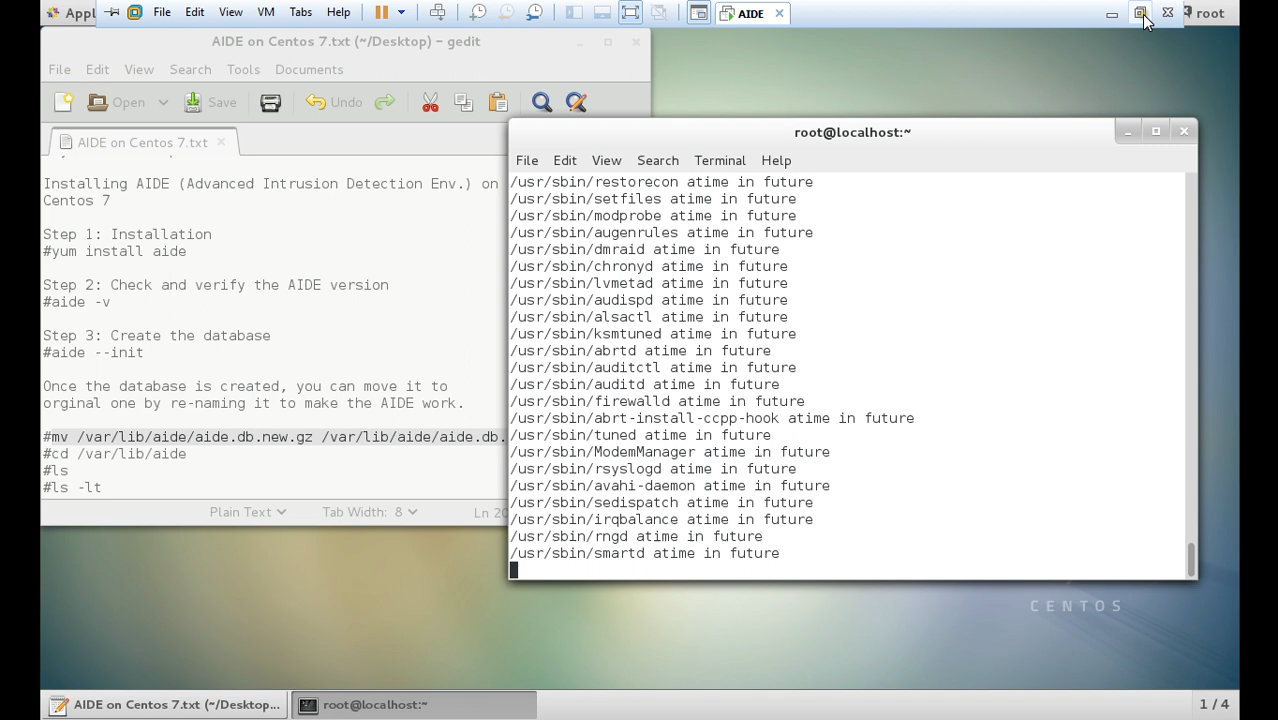 Appl
File Edit View VM Tabs Help
AIDE
root
AIDE on Centos 7.txt (~/Desktop) – gedit
File Edit View Search Tools Documents
Open Save Undo
AIDE on Centos 7.txt
Installing AIDE (Advanced Intrusion Detection Env.) on
Centos 7
Step 1: Installation
#yum install aide
Step 2: Check and verify the AIDE version
#aide -v
Step 3: Create the database
#aide --init
Once the database is created, you can move it to
orginal one by re-naming it to make the AIDE work.
#mv /var/lib/aide/aide.db.new.gz /var/lib/aide/aide.db.
#cd /var/lib/aide
#ls
#ls -lt
Plain Text Tab Width: 8 Ln 20
root@localhost:~
File Edit View Search Terminal Help
/usr/sbin/restorecon atime in future
/usr/sbin/setfiles atime in future
/usr/sbin/modprobe atime in future
/usr/sbin/augenrules atime in future
/usr/sbin/dmraid atime in future
/usr/sbin/chronyd atime in future
/usr/sbin/lvmetad atime in future
/usr/sbin/audispd atime in future
/usr/sbin/alsactl atime in future
/usr/sbin/ksmtuned atime in future
/usr/sbin/abrtd atime in future
/usr/sbin/auditctl atime in future
/usr/sbin/auditd atime in future
/usr/sbin/firewalld atime in future
/usr/sbin/abrt-install-ccpp-hook atime in future
/usr/sbin/tuned atime in future
/usr/sbin/ModemManager atime in future
/usr/sbin/rsyslogd atime in future
/usr/sbin/avahi-daemon atime in future
/usr/sbin/sedispatch atime in future
/usr/sbin/irqbalance atime in future
/usr/sbin/rngd atime in future
/usr/sbin/smartd atime in future
CENTOS
AIDE on Centos 7.txt (~/Desktop...
root@localhost:~
1 / 4